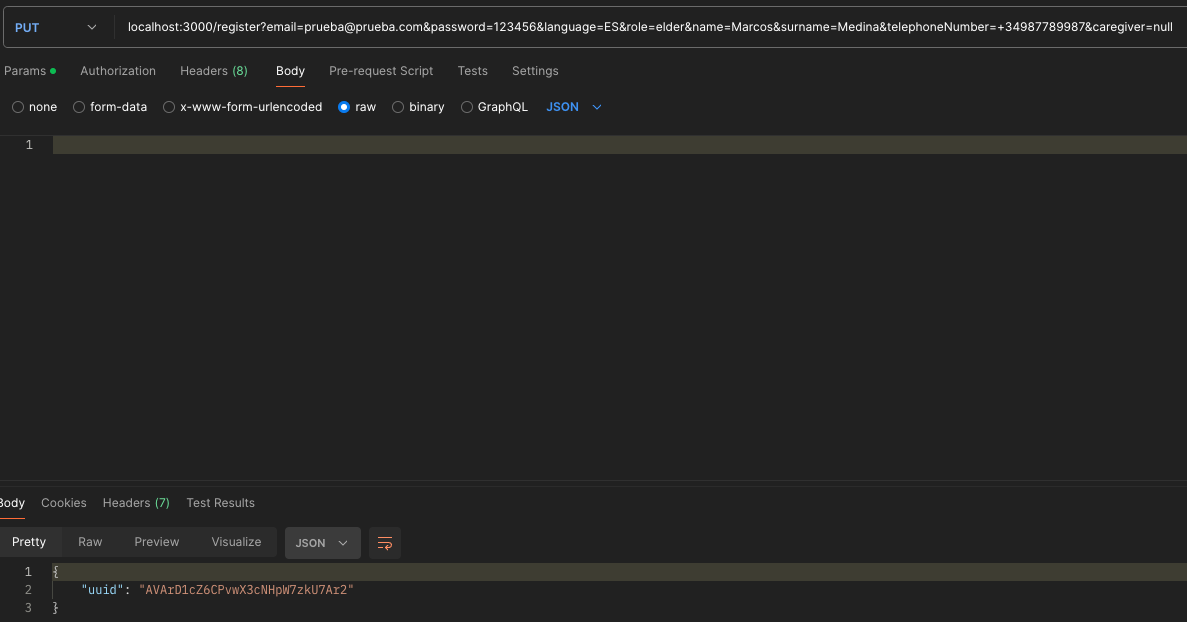 PUT localhost:3000/register?email=prueba@prueba.com&password=123456&language=ES&role=elder&name=Marcos&surname=Medina&telephoneNumber=+34987789987&caregiver=null
Params Authorization Headers (8) Body Pre-request Script Tests Settings
none form-data x-www-form-urlencoded raw binary GraphQL JSON
1
Body Cookies Headers (7) Test Results
Pretty Raw Preview Visualize JSON
1 {
2 "uuid": "AVArD1cZ6CPvwX3cNHpW7zkU7Ar2"
3 }